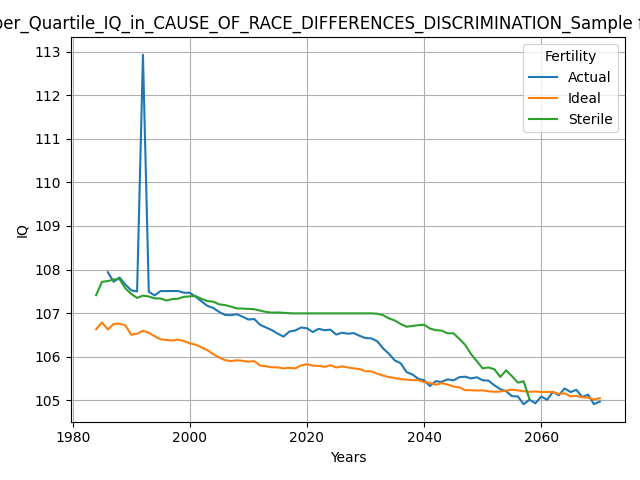 per_Quartile_IQ_in_CAUSE_OF_RACE_DIFFERENCES_DISCRIMINATION_Sample
113
112
111
110
109
108
107
106
105
IQ
1980
2000
2020
2040
2060
Years
Fertility
Actual
Ideal
Sterile